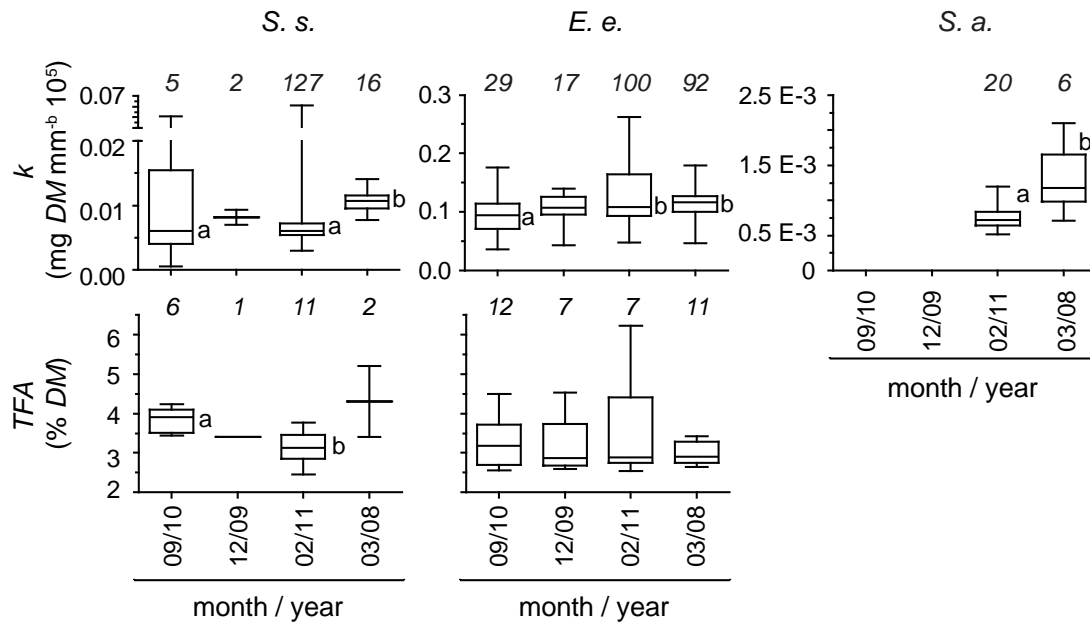 S. s. E. e. S. a.
5 2 127 16
29 17 100 92
20 6
k
(mg DM mm⁻ᵇ 10⁵)
0.07
0.02
0.01
0.00
a a b
0.3
0.2
0.1
0.0
a b b
2.5 E-3
1.5E-3
0.5 E-3
0
a b
09/10 12/09 02/11 03/08
month / year
6 1 11 2
12 7 7 11
TFA
(% DM)
6
5
4
3
2
a b
09/10 12/09 02/11 03/08
month / year
09/10 12/09 02/11 03/08
month / year